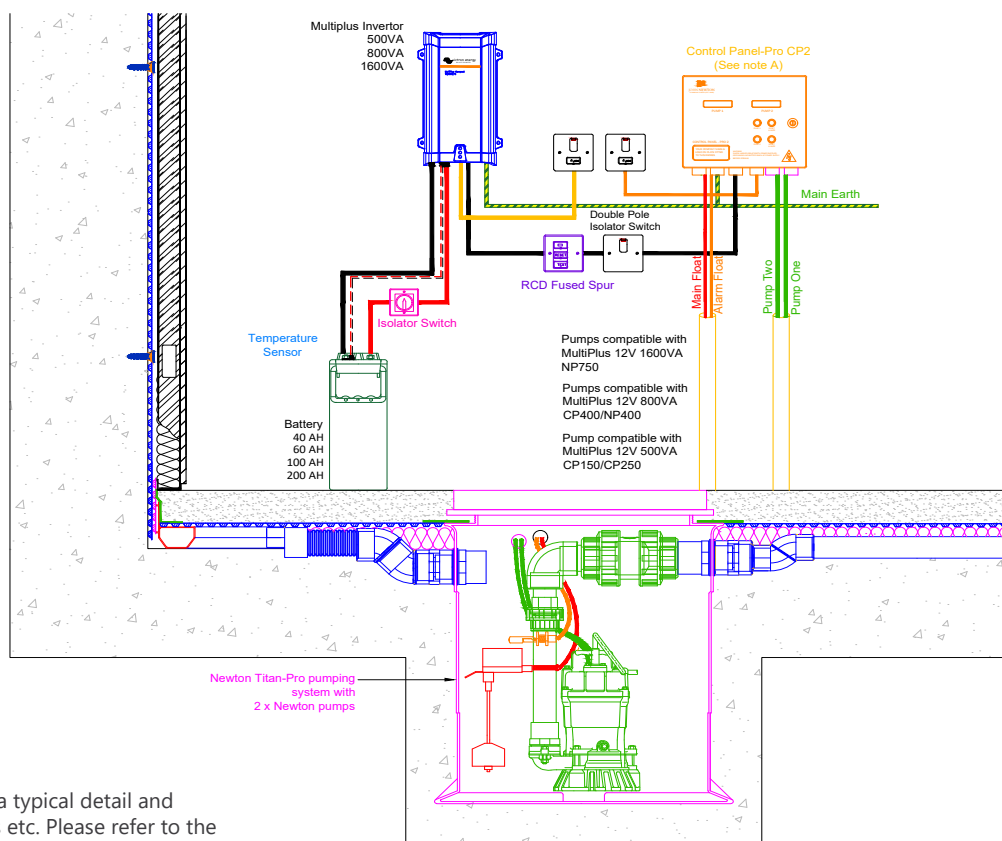 Multiplus Invertor
500VA
800VA
1600VA
Control Panel-Pro CP2
(See note A)
Main Earth
Double Pole
Isolator Switch
RCD Fused Spur
Main Float
Alarm Float
Pump Two
Pump One
Isolator Switch
Temperature
Sensor
Battery
40 AH
60 AH
100 AH
200 AH
Pumps compatible with
MultiPlus 12V 1600VA
NP750
Pumps compatible with
MultiPlus 12V 800VA
CP400/NP400
Pump compatible with
MultiPlus 12V 500VA
CP150/CP250
Newton Titan-Pro pumping
system with
2 x Newton pumps
a typical detail and
etc. Please refer to the